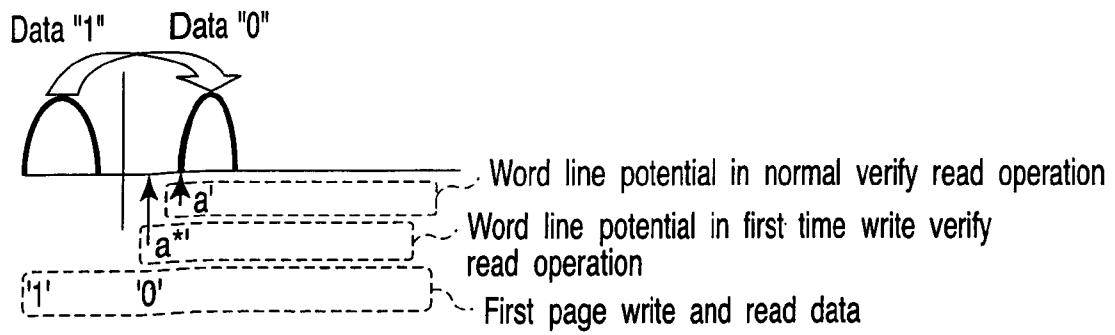 Data "1" Data "0"
a' Word line potential in normal verify read operation
a*' Word line potential in first time write verify
read operation
'1' '0' First page write and read data